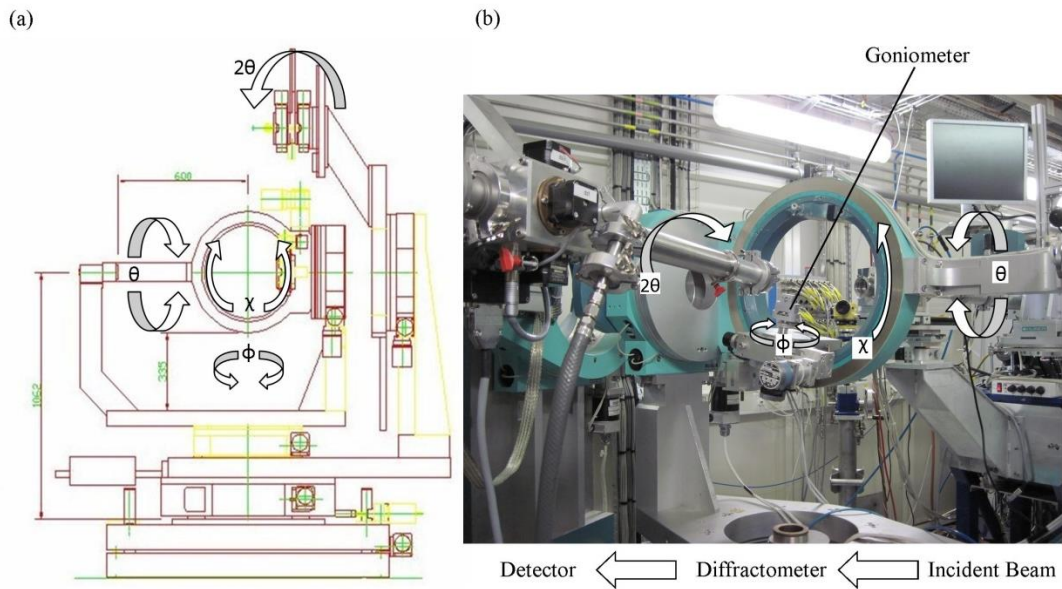 (a)
(b)
2θ
600
θ
χ
ϕ
335
1062
Goniometer
2θ
ϕ
χ
θ
Detector
Diffractometer
Incident Beam